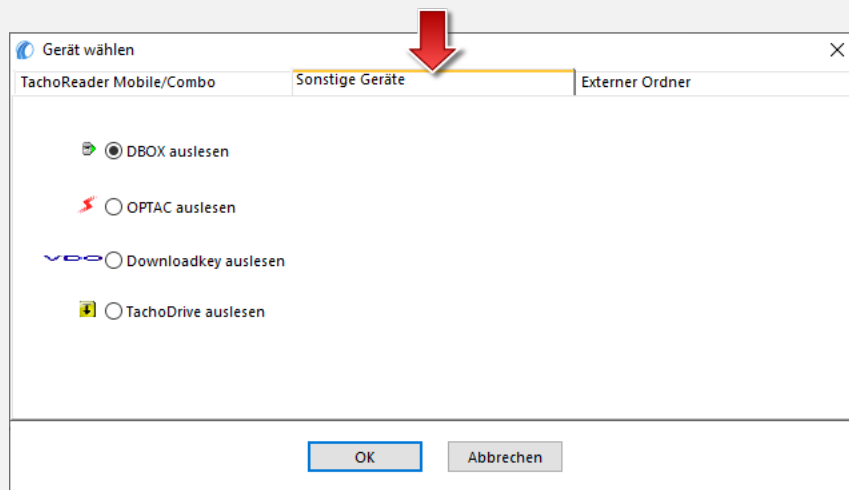 Gerät wählen
TachoReader Mobile/Combo
Sonstige Geräte
Externer Ordner
DBOX auslesen
OPTAC auslesen
VDO Downloadkey auslesen
TachoDrive auslesen
OK
Abbrechen